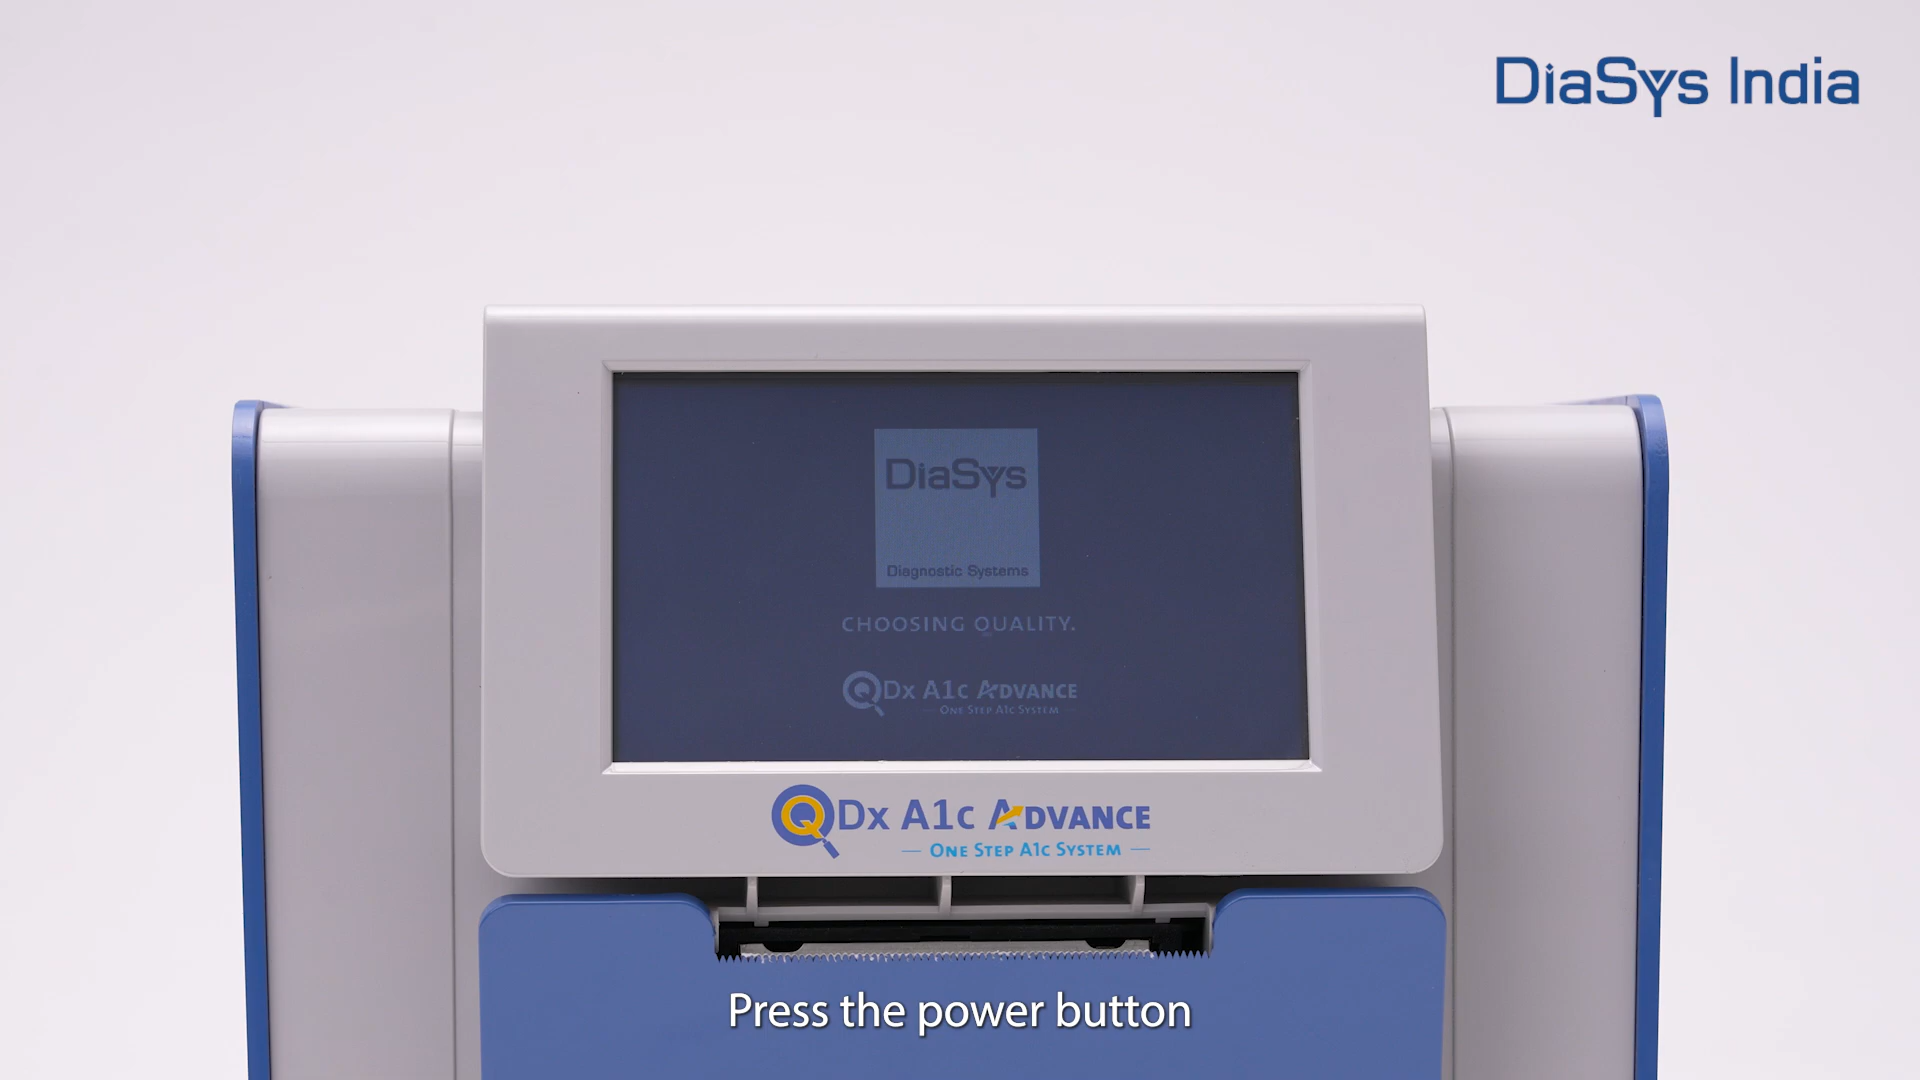 DiaSys India
DiaSys
Diagnostic Systems
CHOOSING QUALITY.
QDx A1c ADVANCE
ONE STEP A1C SYSTEM
QDx A1c ADVANCE
ONE STEP A1C SYSTEM
Press the power button